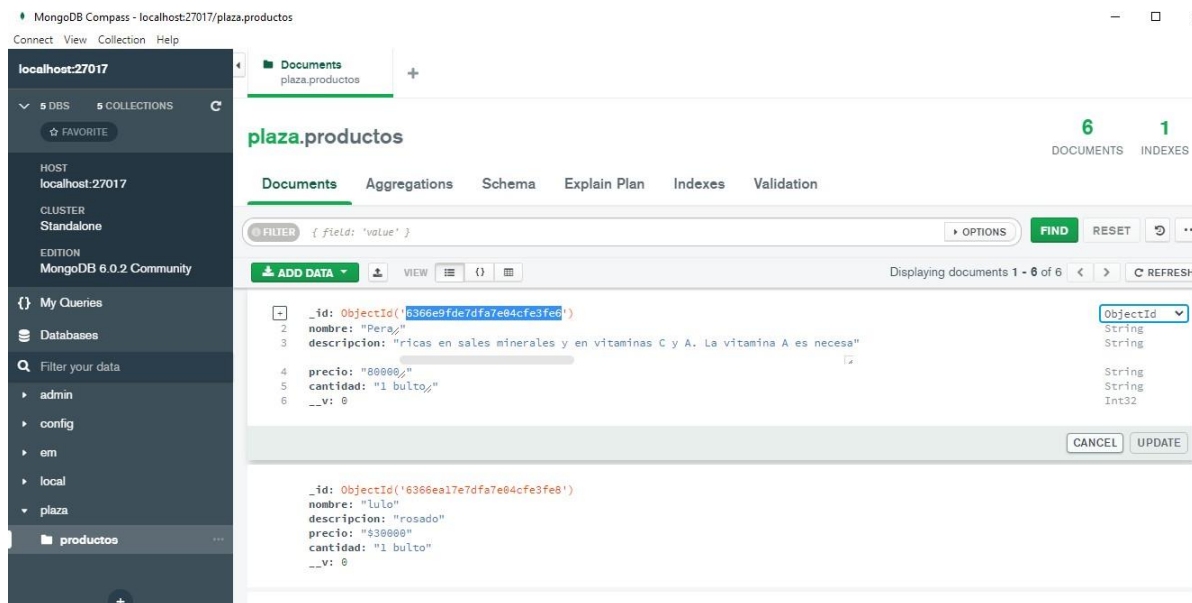 MongoDB Compass - localhost:27017/plaza.productos
Connect View Collection Help
localhost:27017
5 DBS 5 COLLECTIONS
FAVORITE
HOST
localhost:27017
CLUSTER
Standalone
EDITION
MongoDB 6.0.2 Community
{} My Queries
Databases
Filter your data
admin
config
em
local
plaza
productos
Documents
plaza.productos
plaza.productos
6 DOCUMENTS 1 INDEXES
Documents Aggregations Schema Explain Plan Indexes Validation
FILTER { field: 'value' } OPTIONS FIND RESET
ADD DATA VIEW {} Displaying documents 1 - 6 of 6 < > REFRESH
_id: ObjectId('6366e9fde7dfa7e04cfe3fe6') ObjectId
2 nombre: "Pera" String
3 descripcion: "ricas en sales minerales y en vitaminas C y A. La vitamina A es necesa" String
4 precio: "80000" String
5 cantidad: "1 bulto" String
6 __v: 0 Int32
CANCEL UPDATE
_id: ObjectId('6366ea17e7dfa7e04cfe3fe8')
nombre: "lulo"
descripcion: "rosado"
precio: "$30000"
cantidad: "1 bulto"
__v: 0